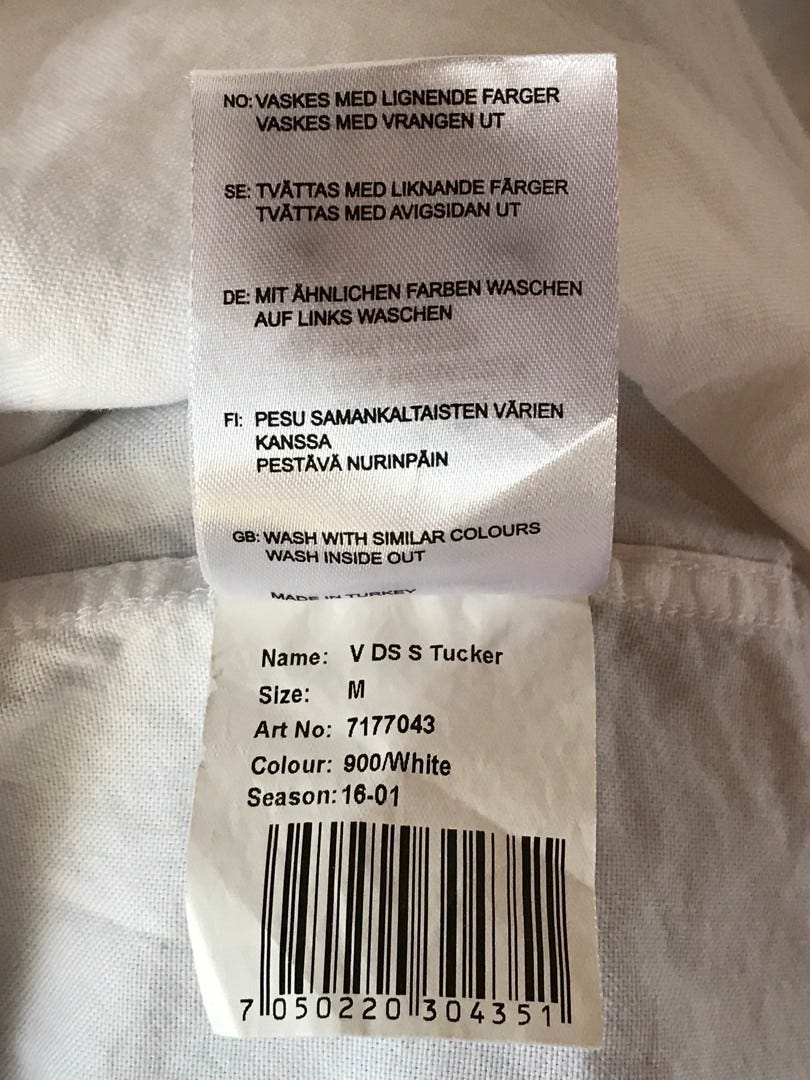 NO: VASKES MED LIGNENDE FARGER
VASKES MED VRANGEN UT
SE: TVÄTTAS MED LIKNANDE FÄRGER
TVÄTTAS MED AVIGSIDAN UT
DE: MIT ÄHNLICHEN FARBEN WASCHEN
AUF LINKS WASCHEN
FI: PESU SAMANKALTAISTEN VÄRIEN
KANSSA
PESTÄVÄ NURINPÄIN
GB: WASH WITH SIMILAR COLOURS
WASH INSIDE OUT
MADE IN TURKEY
Name: V DS S Tucker
Size: M
Art No: 7177043
Colour: 900/White
Season: 16-01
7 050220 304351